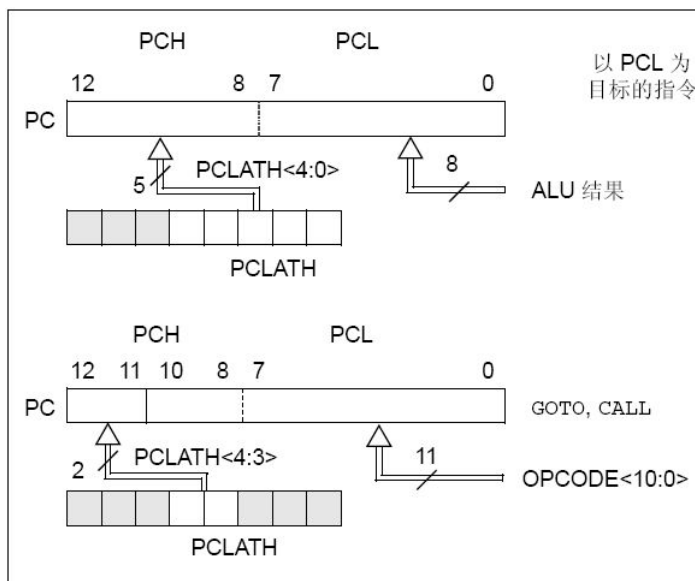 PCH PCL
12 8 7 0
以 PCL 为
目标的指令
PC
5 PCLATH<4:0> 8
ALU 结果
PCLATH
PCH PCL
12 11 10 8 7 0
PC GOTO, CALL
2 PCLATH<4:3> 11
OPCODE<10:0>
PCLATH